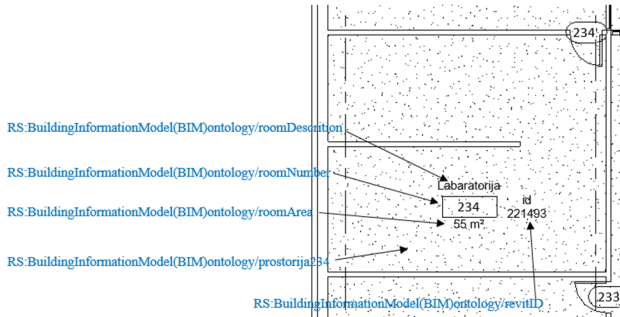 234
RS:BuildingInformationModel(BIM)ontology/roomDescrition
RS:BuildingInformationModel(BIM)ontology/roomNumber
Labaratorija
id
234
221493
RS:BuildingInformationModel(BIM)ontology/roomArea
55 m²
RS:BuildingInformationModel(BIM)ontology/prostorija234
RS:BuildingInformationModel(BIM)ontology/revitID
233